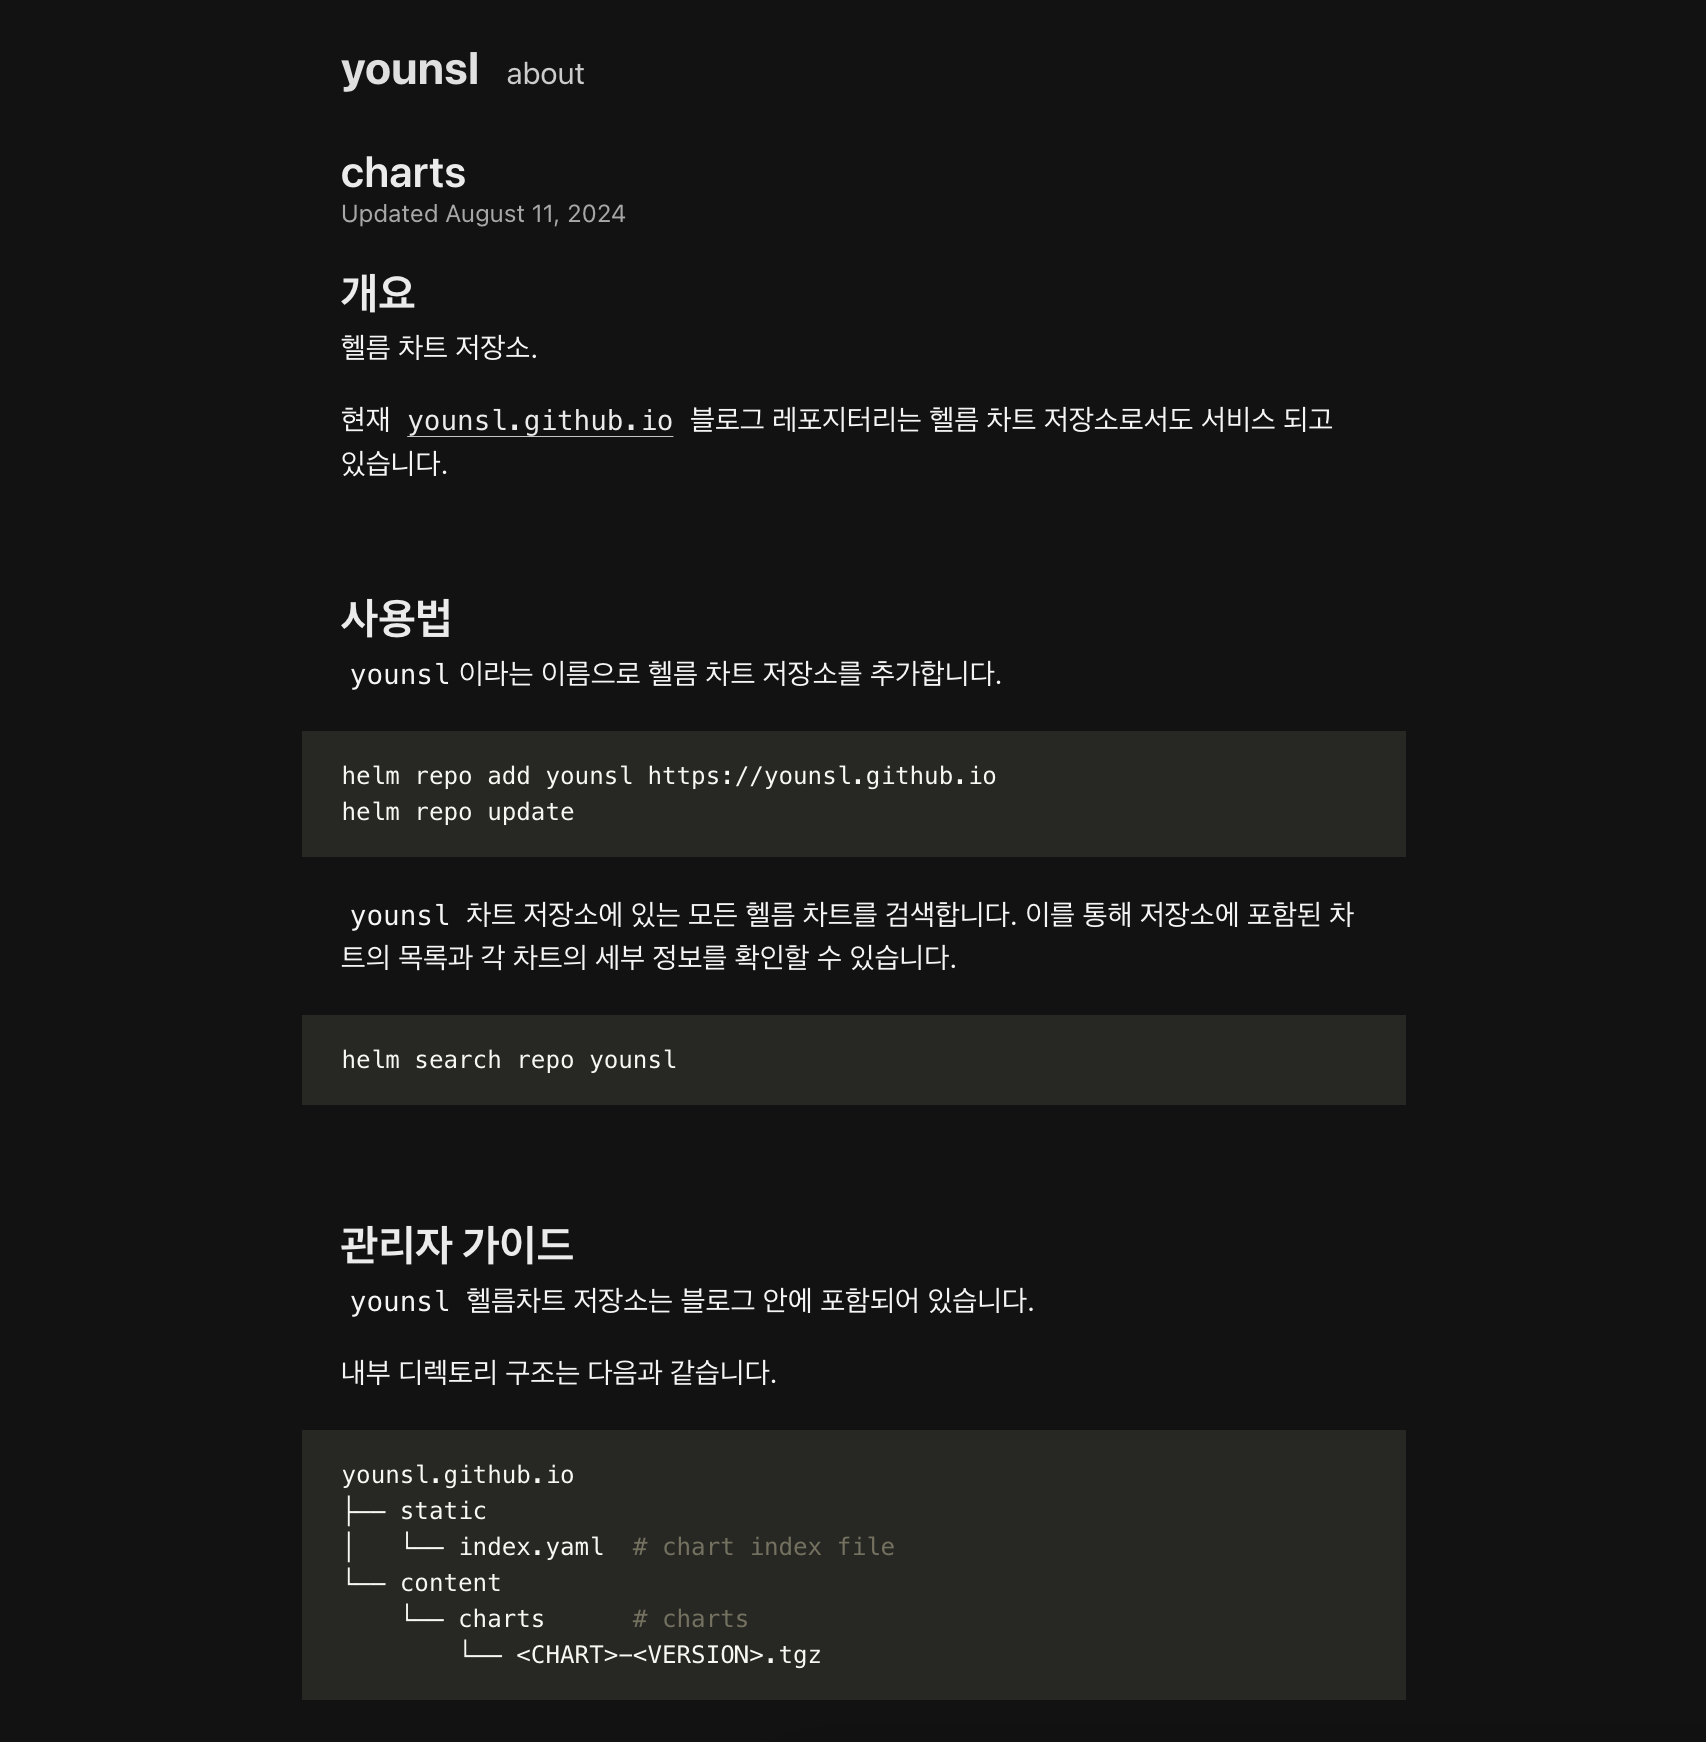 younsl about
charts
Updated August 11, 2024
개요
헬름 차트 저장소.
현재 younsl.github.io 블로그 레포지터리는 헬름 차트 저장소로서도 서비스 되고
있습니다.
사용법
younsl 이라는 이름으로 헬름 차트 저장소를 추가합니다.
helm repo add younsl https://younsl.github.io
helm repo update
younsl 차트 저장소에 있는 모든 헬름 차트를 검색합니다. 이를 통해 저장소에 포함된 차
트의 목록과 각 차트의 세부 정보를 확인할 수 있습니다.
helm search repo younsl
관리자 가이드
younsl 헬름차트 저장소는 블로그 안에 포함되어 있습니다.
내부 디렉토리 구조는 다음과 같습니다.
younsl.github.io
├── static
│   └── index.yaml  # chart index file
└── content
    └── charts      # charts
        └── <CHART>-<VERSION>.tgz